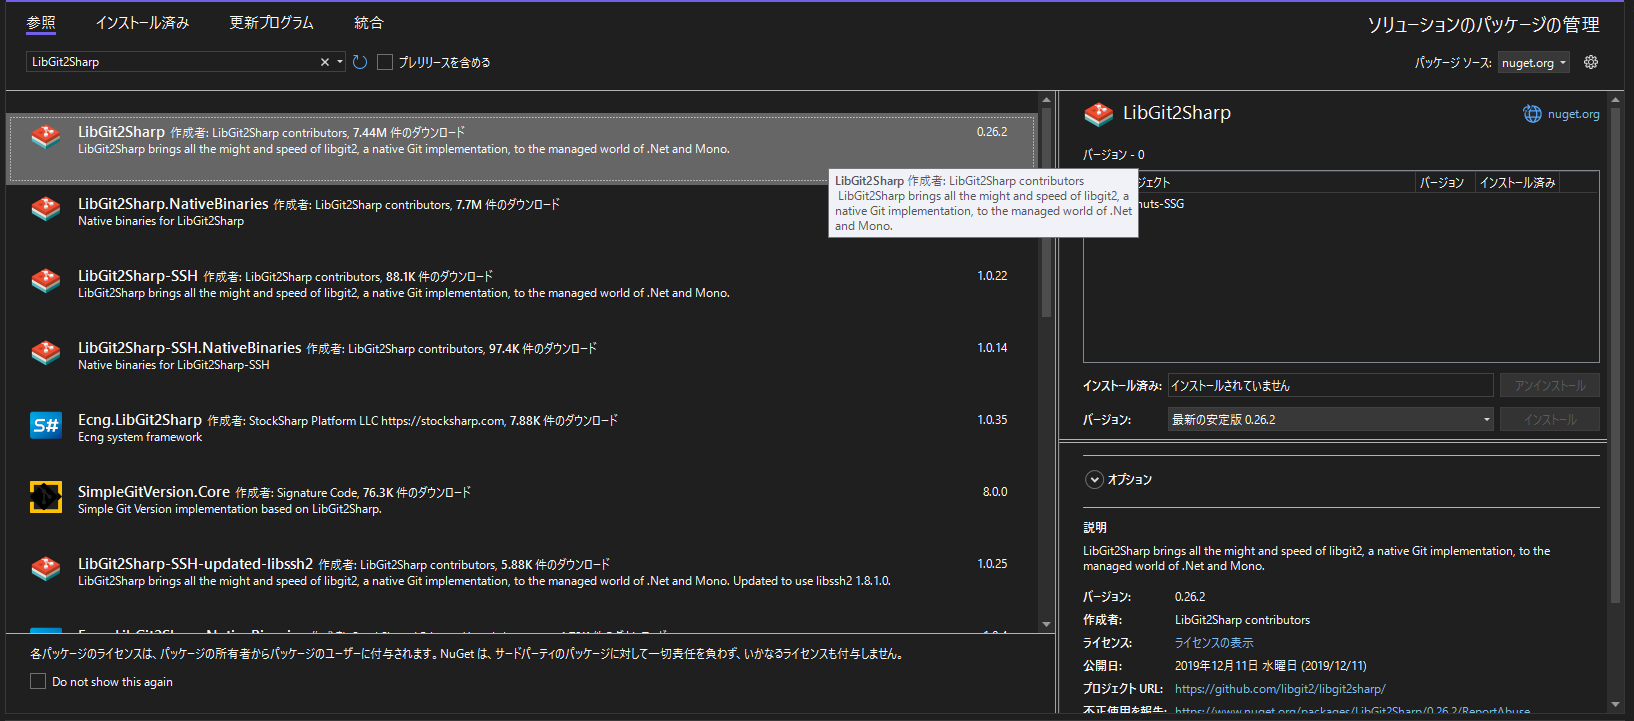 参照 インストール済み 更新プログラム 統合
ソリューションのパッケージの管理
LibGit2Sharp プレリリースを含める
パッケージ ソース: nuget.org
LibGit2Sharp 作成者: LibGit2Sharp contributors, 7.44M 件のダウンロード 0.26.2
LibGit2Sharp brings all the might and speed of libgit2, a native Git implementation, to the managed world of .Net and Mono.
LibGit2Sharp.NativeBinaries 作成者: LibGit2Sharp contributors, 7.7M 件のダウンロード
Native binaries for LibGit2Sharp
LibGit2Sharp-SSH 作成者: LibGit2Sharp contributors, 88.1K 件のダウンロード 1.0.22
LibGit2Sharp brings all the might and speed of libgit2, a native Git implementation, to the managed world of .Net and Mono.
LibGit2Sharp-SSH.NativeBinaries 作成者: LibGit2Sharp contributors, 97.4K 件のダウンロード 1.0.14
Native binaries for LibGit2Sharp-SSH
S#
Ecng.LibGit2Sharp 作成者: StockSharp Platform LLC https://stocksharp.com, 7.88K 件のダウンロード 1.0.35
Ecng system framework
SimpleGitVersion.Core 作成者: Signature Code, 76.3K 件のダウンロード 8.0.0
Simple Git Version implementation based on LibGit2Sharp.
LibGit2Sharp-SSH-updated-libssh2 作成者: LibGit2Sharp contributors, 5.88K 件のダウンロード 1.0.25
LibGit2Sharp brings all the might and speed of libgit2, a native Git implementation, to the managed world of .Net and Mono. Updated to use libssh2 1.8.1.0.
各パッケージのライセンスは、パッケージの所有者からパッケージのユーザーに付与されます。NuGet は、サードパーティのパッケージに対して一切責任を負わず、いかなるライセンスも付与しません。
Do not show this again
LibGit2Sharp 作成者: LibGit2Sharp contributors
LibGit2Sharp brings all the might and speed of libgit2, a
native Git implementation, to the managed world of .Net
and Mono.
LibGit2Sharp
nuget.org
バージョン - 0
ジェクト バージョン インストール済み
nuts-SSG
インストール済み: インストールされていません アンインストール
バージョン: 最新の安定版 0.26.2 インストール
オプション
説明
LibGit2Sharp brings all the might and speed of libgit2, a native Git implementation, to the
managed world of .Net and Mono.
バージョン: 0.26.2
作成者: LibGit2Sharp contributors
ライセンス: ライセンスの表示
公開日: 2019年12月11日 水曜日 (2019/12/11)
プロジェクト URL: https://github.com/libgit2/libgit2sharp/
不正使用を報告: https://www.nuget.org/packages/LibGit2Sharp/0.26.2/ReportAbuse